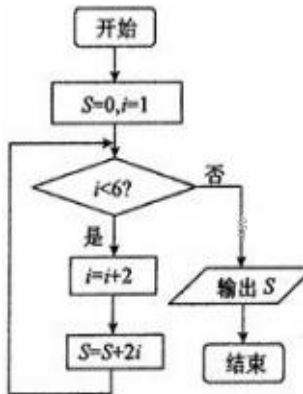 开始
S=0,i=1
i<6?
否
是
i=i+2
输出 S
S=S+2i
结束